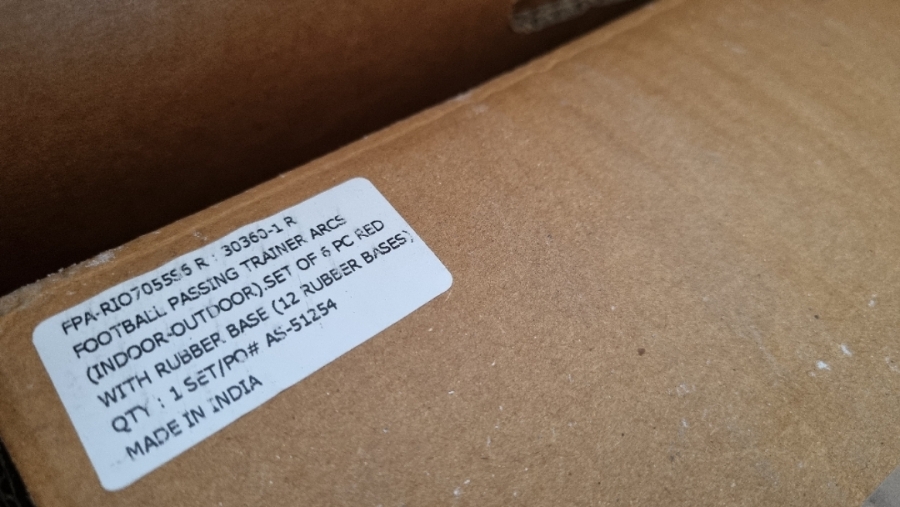 FPA-RIO7055S6 R : 30360-1 R
FOOTBALL PASSING TRAINER ARCS
(INDOOR-OUTDOOR).SET OF 6 PC RED
WITH RUBBER BASE (12 RUBBER BASES)
QTY : 1 SET/PO# AS-51254
MADE IN INDIA